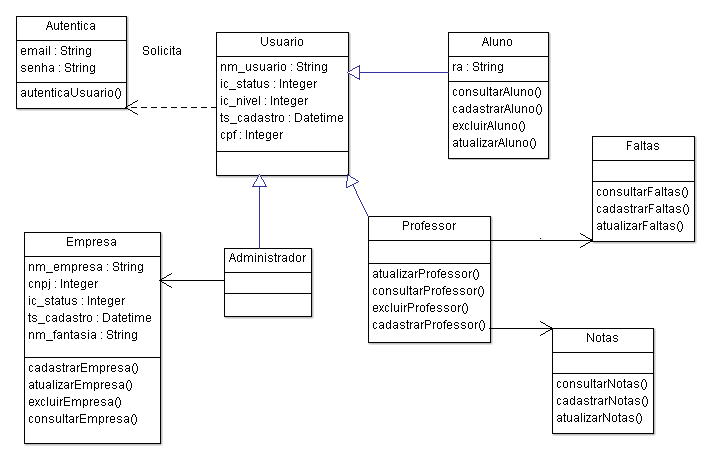 Autentica
email : String
senha : String
autenticaUsuario()
Solicita
Usuario
nm_usuario : String
ic_status : Integer
ic_nivel : Integer
ts_cadastro : Datetime
cpf : Integer
Aluno
ra : String
consultarAluno()
cadastrarAluno()
excluirAluno()
atualizarAluno()
Faltas
consultarFaltas()
cadastrarFaltas()
atualizarFaltas()
Professor
atualizarProfessor()
consultarProfessor()
excluirProfessor()
cadastrarProfessor()
Empresa
nm_empresa : String
cnpj : Integer
ic_status : Integer
ts_cadastro : Datetime
nm_fantasia : String
cadastrarEmpresa()
atualizarEmpresa()
excluirEmpresa()
consultarEmpresa()
Administrador
Notas
consultarNotas()
cadastrarNotas()
atualizarNotas()